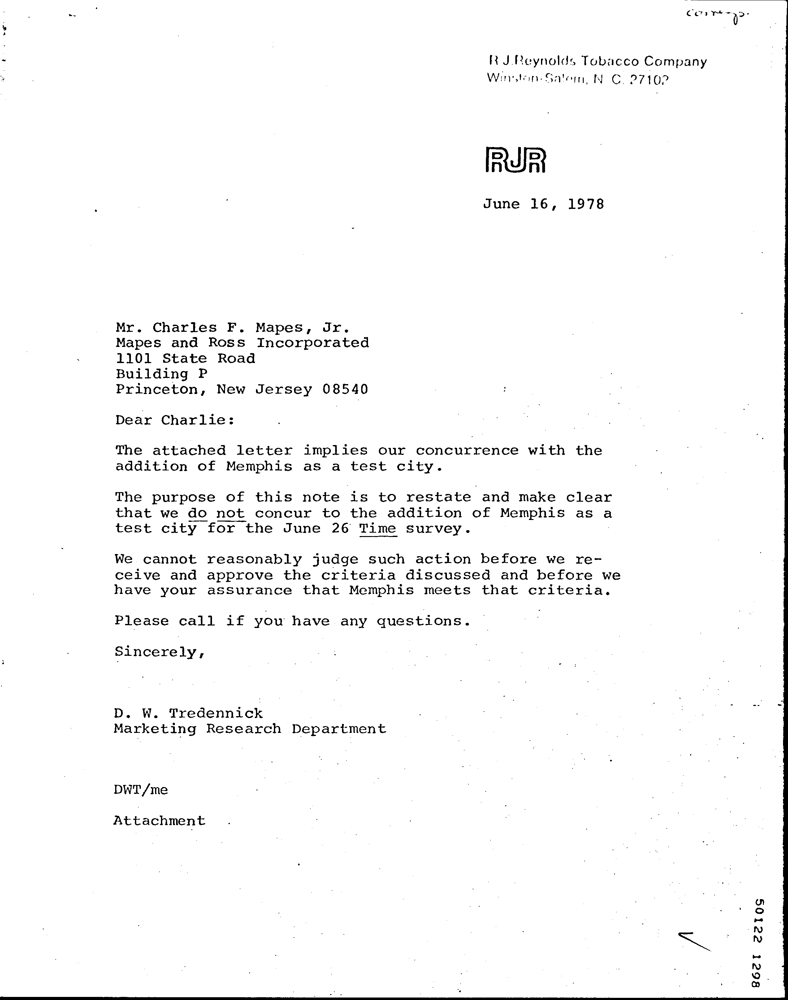 R J Reynolds Tobacco Company
Winston-Salem, N C 27102
RJR
June 16, 1978
Mr. Charles F. Mapes, Jr.
Mapes and Ross Incorporated
1101 State Road
Building P
Princeton, New Jersey 08540
Dear Charlie:
The attached letter implies our concurrence with the
addition of Memphis as a test city.
The purpose of this note is to restate and make clear
that we do not concur to the addition of Memphis as a
test city for the June 26 Time survey.
We cannot reasonably judge such action before we re-
ceive and approve the criteria discussed and before we
have your assurance that Memphis meets that criteria.
Please call if you have any questions.
Sincerely,
D. W. Tredennick
Marketing Research Department
DWT/me
Attachment
50122 1298